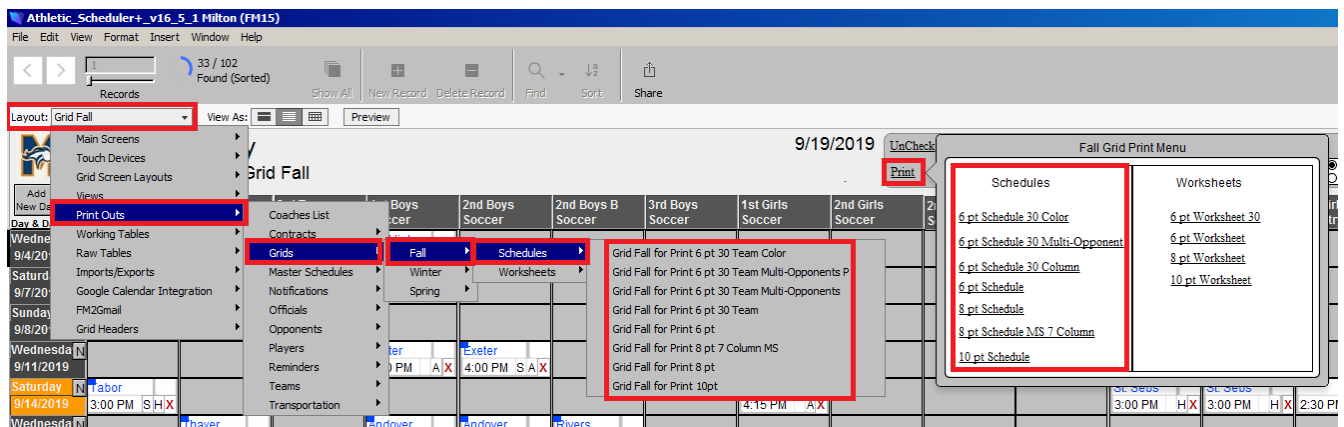 Athletic_Scheduler+_v16_5_1 Milton (FM15)
File Edit View Format Insert Window Help
1
33 / 102
Found (Sorted)
Records
Show All New Record Delete Record Find Sort Share
Layout: Grid Fall View As: Preview
Main Screens
Touch Devices
Grid Screen Layouts
Views
Print Outs
Working Tables
Raw Tables
Imports/Exports
Google Calendar Integration
FM2Gmail
Grid Headers
Coaches List
Contracts
Grids
Master Schedules
Notifications
Officials
Opponents
Players
Reminders
Teams
Transportation
Fall
Winter
Spring
Schedules
Worksheets
Grid Fall for Print 6 pt 30 Team Color
Grid Fall for Print 6 pt 30 Team Multi-Opponents P
Grid Fall for Print 6 pt 30 Team Multi-Opponents
Grid Fall for Print 6 pt 30 Team
Grid Fall for Print 6 pt
Grid Fall for Print 8 pt 7 Column MS
Grid Fall for Print 8 pt
Grid Fall for Print 10pt
Grid Fall
9/19/2019
UnCheck
Print
Fall Grid Print Menu
Schedules
6 pt Schedule 30 Color
6 pt Schedule 30 Multi-Opponent
6 pt Schedule 30 Column
6 pt Schedule
8 pt Schedule
8 pt Schedule MS 7 Column
10 pt Schedule
Worksheets
6 pt Worksheet 30
6 pt Worksheet
8 pt Worksheet
10 pt Worksheet
Add
New Da
Day & D
Boys 2nd Boys 2nd Boys B 3rd Boys 1st Girls 2nd Girls
Soccer Soccer Soccer Soccer Soccer
Wedne
9/4/20
Saturd
9/7/20
Sunday
9/8/20
Wednesda N Exeter
9/11/2019 PM A X 4:00 PM S A X
Saturday N Tabor St. Sebs St. Sebs
9/14/2019 3:00 PM S H X 4:15 PM A X 3:00 PM H X 3:00 PM H X 2:30 P
Wednesda N Thayer Andover Andover Rivers